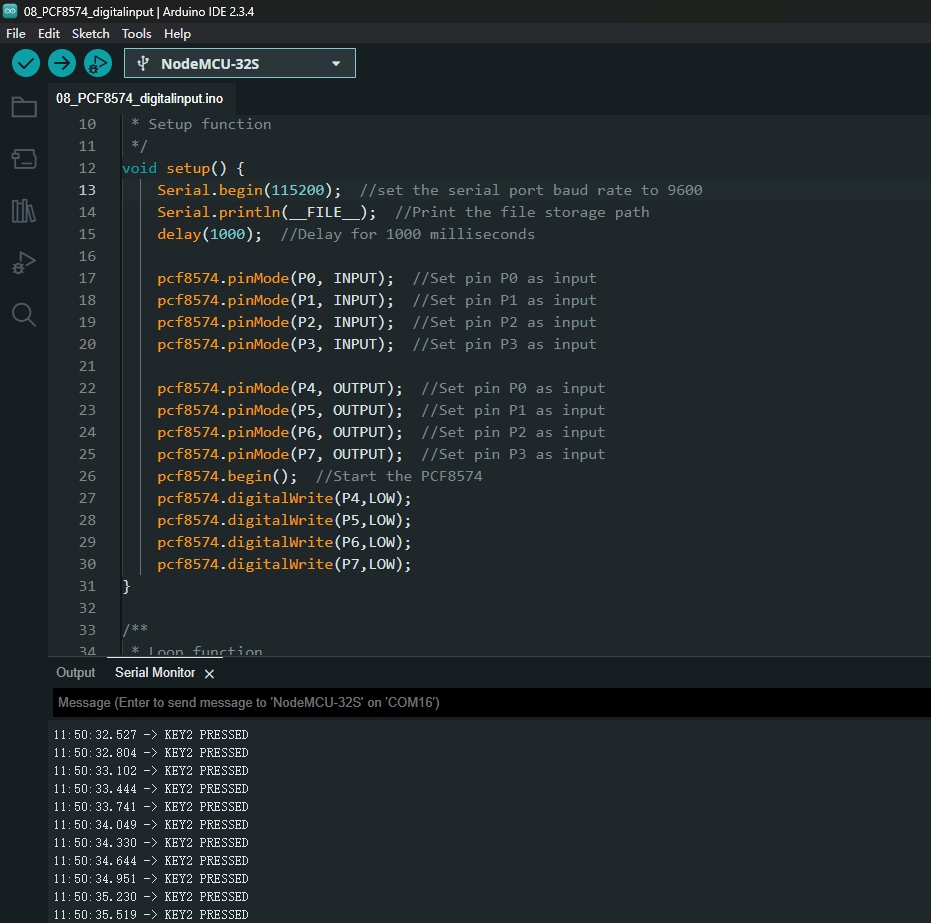 08_PCF8574_digitalinput | Arduino IDE 2.3.4
File Edit Sketch Tools Help
NodeMCU-32S
08_PCF8574_digitalinput.ino
10 * Setup function
11 */
12 void setup() {
13 Serial.begin(115200); //set the serial port baud rate to 9600
14 Serial.println(__FILE__); //Print the file storage path
15 delay(1000); //Delay for 1000 milliseconds
16
17 pcf8574.pinMode(P0, INPUT); //Set pin P0 as input
18 pcf8574.pinMode(P1, INPUT); //Set pin P1 as input
19 pcf8574.pinMode(P2, INPUT); //Set pin P2 as input
20 pcf8574.pinMode(P3, INPUT); //Set pin P3 as input
21
22 pcf8574.pinMode(P4, OUTPUT); //Set pin P0 as input
23 pcf8574.pinMode(P5, OUTPUT); //Set pin P1 as input
24 pcf8574.pinMode(P6, OUTPUT); //Set pin P2 as input
25 pcf8574.pinMode(P7, OUTPUT); //Set pin P3 as input
26 pcf8574.begin(); //Start the PCF8574
27 pcf8574.digitalWrite(P4,LOW);
28 pcf8574.digitalWrite(P5,LOW);
29 pcf8574.digitalWrite(P6,LOW);
30 pcf8574.digitalWrite(P7,LOW);
31 }
32
33 /**
34 * Loop function
Output Serial Monitor
Message (Enter to send message to 'NodeMCU-32S' on 'COM16')
11:50:32.527 -> KEY2 PRESSED
11:50:32.804 -> KEY2 PRESSED
11:50:33.102 -> KEY2 PRESSED
11:50:33.444 -> KEY2 PRESSED
11:50:33.741 -> KEY2 PRESSED
11:50:34.049 -> KEY2 PRESSED
11:50:34.330 -> KEY2 PRESSED
11:50:34.644 -> KEY2 PRESSED
11:50:34.951 -> KEY2 PRESSED
11:50:35.230 -> KEY2 PRESSED
11:50:35.519 -> KEY2 PRESSED